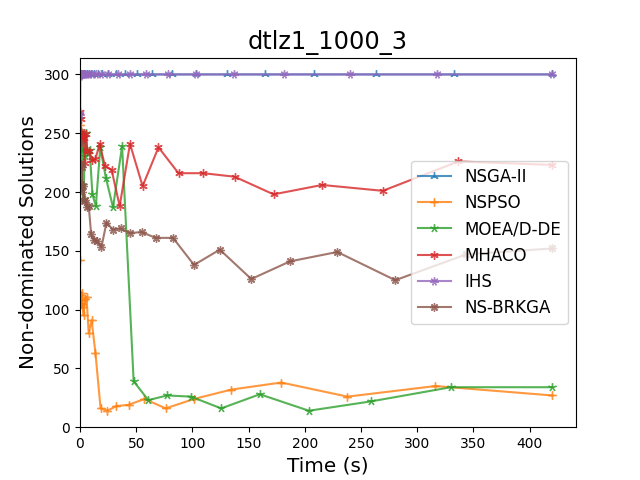 dtlz1_1000_3
Non-dominated Solutions
300
250
200
150
100
50
0
0 50 100 150 200 250 300 350 400
Time (s)
NSGA-II
NSPSO
MOEA/D-DE
MHACO
IHS
NS-BRKGA